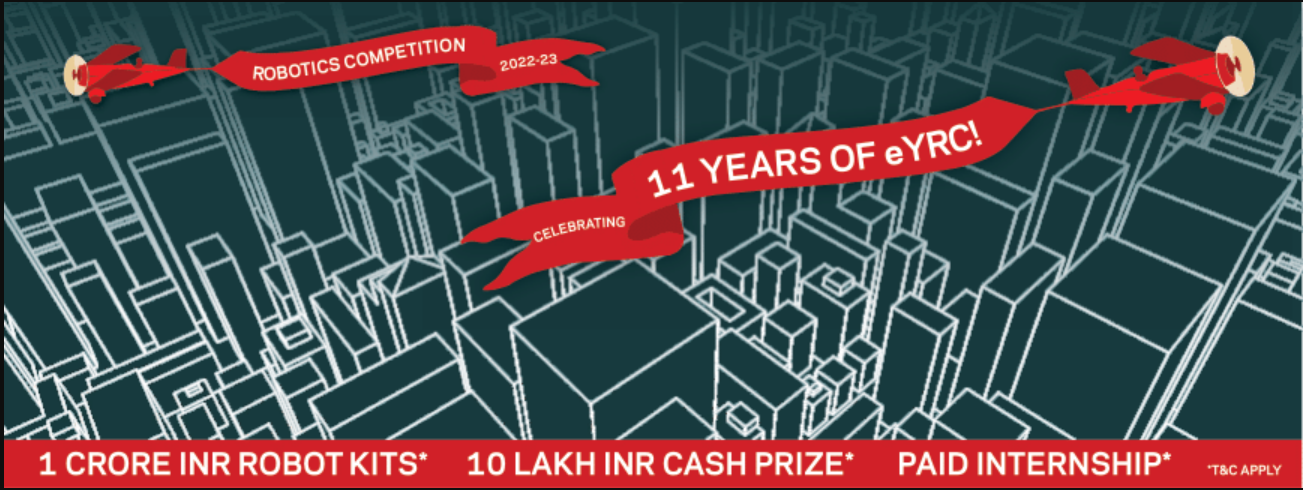 ROBOTICS COMPETITION 2022-23
11 YEARS OF eYRC!
CELEBRATING
1 CRORE INR ROBOT KITS* 10 LAKH INR CASH PRIZE* PAID INTERNSHIP* *T&C APPLY